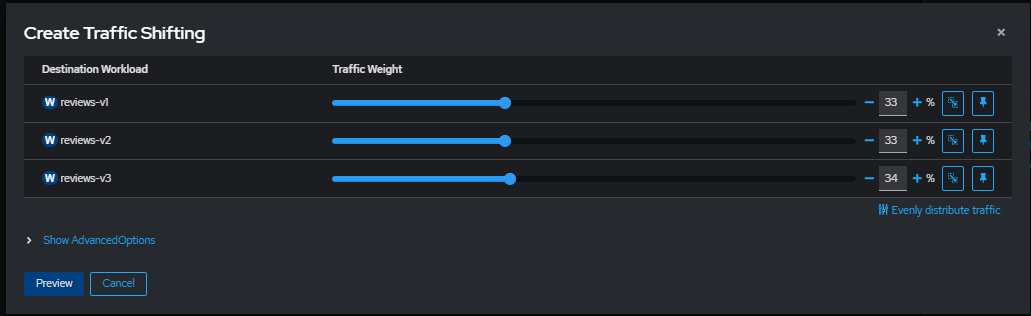 Create Traffic Shifting
Destination Workload Traffic Weight
W reviews-v1 33 %
W reviews-v2 33 %
W reviews-v3 34 %
Evenly distribute traffic
Show AdvancedOptions
Preview Cancel